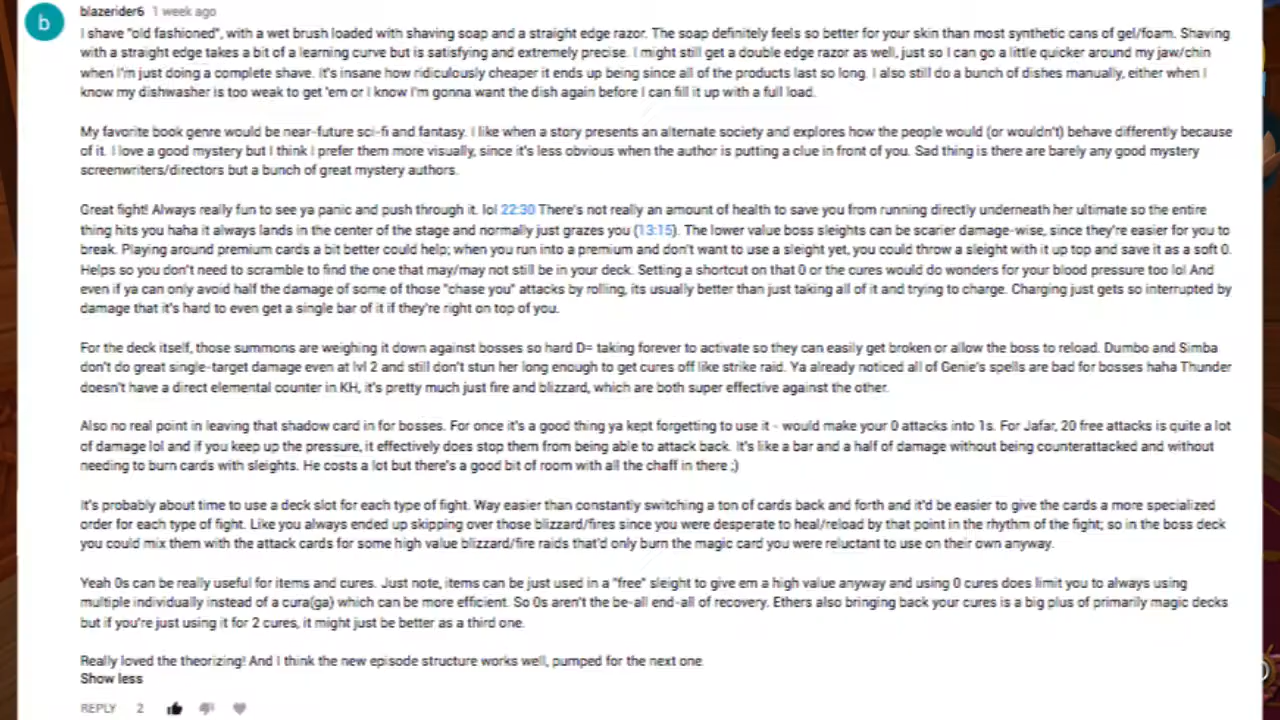 b
blazerider6 1 week ago
I shave "old fashioned", with a wet brush loaded with shaving soap and a straight edge razor. The soap definitely feels so better for your skin than most synthetic cans of gel/foam. Shaving
with a straight edge takes a bit of a learning curve but is satisfying and extremely precise. I might still get a double edge razor as well, just so I can go a little quicker around my jaw/chin
when I'm just doing a complete shave. It's insane how ridiculously cheaper it ends up being since all of the products last so long. I also still do a bunch of dishes manually, either when I
know my dishwasher is too weak to get 'em or I know I'm gonna want the dish again before I can fill it up with a full load.
My favorite book genre would be near-future sci-fi and fantasy. I like when a story presents an alternate society and explores how the people would (or wouldn't) behave differently because
of it. I love a good mystery but I think I prefer them more visually, since it's less obvious when the author is putting a clue in front of you. Sad thing is there are barely any good mystery
screenwriters/directors but a bunch of great mystery authors.
Great fight! Always really fun to see ya panic and push through it. lol 22:30 There's not really an amount of health to save you from running directly underneath her ultimate so the entire
thing hits you haha it always lands in the center of the stage and normally just grazes you (13:15). The lower value boss sleights can be scarier damage-wise, since they're easier for you to
break. Playing around premium cards a bit better could help; when you run into a premium and don't want to use a sleight yet, you could throw a sleight with it up top and save it as a soft 0.
Helps so you don't need to scramble to find the one that may/may not still be in your deck. Setting a shortcut on that 0 or the cures would do wonders for your blood pressure too lol And
even if ya can only avoid half the damage of some of those "chase you" attacks by rolling, its usually better than just taking all of it and trying to charge. Charging just gets so interrupted by
damage that it's hard to even get a single bar of it if they're right on top of you.
For the deck itself, those summons are weighing it down against bosses so hard D= taking forever to activate so they can easily get broken or allow the boss to reload. Dumbo and Simba
don't do great single-target damage even at lvl 2 and still don't stun her long enough to get cures off like strike raid. Ya already noticed all of Genie's spells are bad for bosses haha Thunder
doesn't have a direct elemental counter in KH, it's pretty much just fire and blizzard, which are both super effective against the other.
Also no real point in leaving that shadow card in for bosses. For once it's a good thing ya kept forgetting to use it - would make your 0 attacks into 1s. For Jafar, 20 free attacks is quite a lot
of damage lol and if you keep up the pressure, it effectively does stop them from being able to attack back. It's like a bar and a half of damage without being counterattacked and without
needing to burn cards with sleights. He costs a lot but there's a good bit of room with all the chaff in there ;)
It's probably about time to use a deck slot for each type of fight. Way easier than constantly switching a ton of cards back and forth and it'd be easier to give the cards a more specialized
order for each type of fight. Like you always ended up skipping over those blizzard/fires since you were desperate to heal/reload by that point in the rhythm of the fight; so in the boss deck
you could mix them with the attack cards for some high value blizzard/fire raids that'd only burn the magic card you were reluctant to use on their own anyway.
Yeah 0s can be really useful for items and cures. Just note, items can be just used in a "free" sleight to give em a high value anyway and using 0 cures does limit you to always using
multiple individually instead of a cura(ga) which can be more efficient. So 0s aren't the be-all end-all of recovery. Ethers also bringing back your cures is a big plus of primarily magic decks
but if you're just using it for 2 cures, it might just be better as a third one.
Really loved the theorizing! And I think the new episode structure works well, pumped for the next one
Show less
REPLY 2